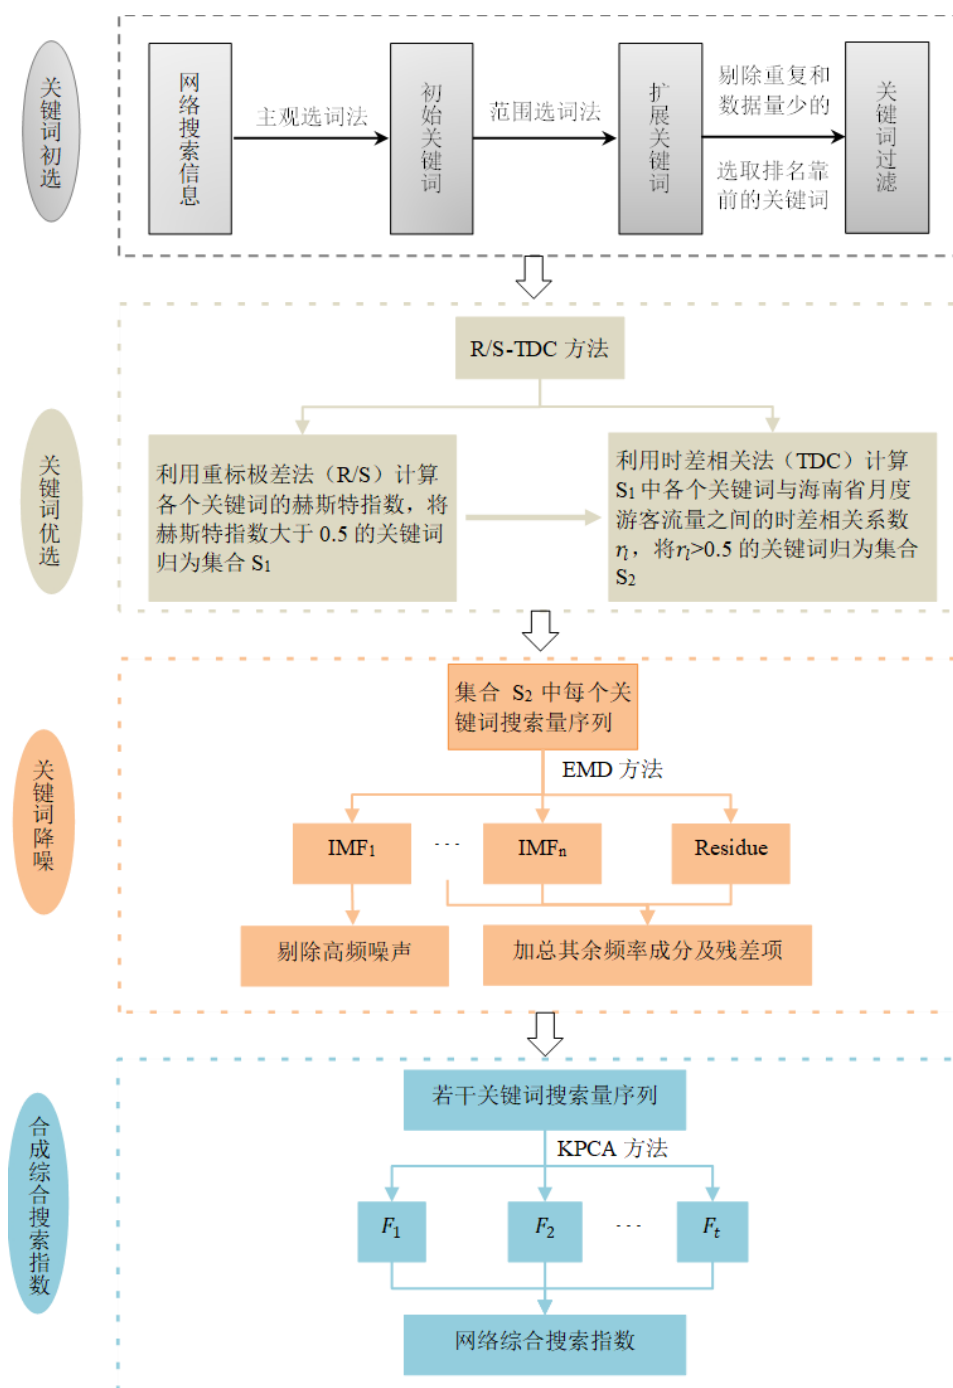 关键词初选
网络搜索信息
主观选词法
初始关键词
范围选词法
扩展关键词
剔除重复和
数据量少的
选取排名靠
前的关键词
关键词过滤
关键词优选
R/S-TDC 方法
利用重标极差法（R/S）计算
各个关键词的赫斯特指数，将
赫斯特指数大于 0.5 的关键词
归为集合 S₁
利用时差相关法（TDC）计算
S₁ 中各个关键词与海南省月度
游客流量之间的时差相关系数
rₗ，将rₗ>0.5 的关键词归为集合
S₂
关键词降噪
集合 S₂ 中每个关
键词搜索量序列
EMD 方法
IMF₁
···
IMFₙ
Residue
剔除高频噪声
加总其余频率成分及残差项
合成综合搜索指数
若干关键词搜索量序列
KPCA 方法
F₁
F₂
···
Fₜ
网络综合搜索指数